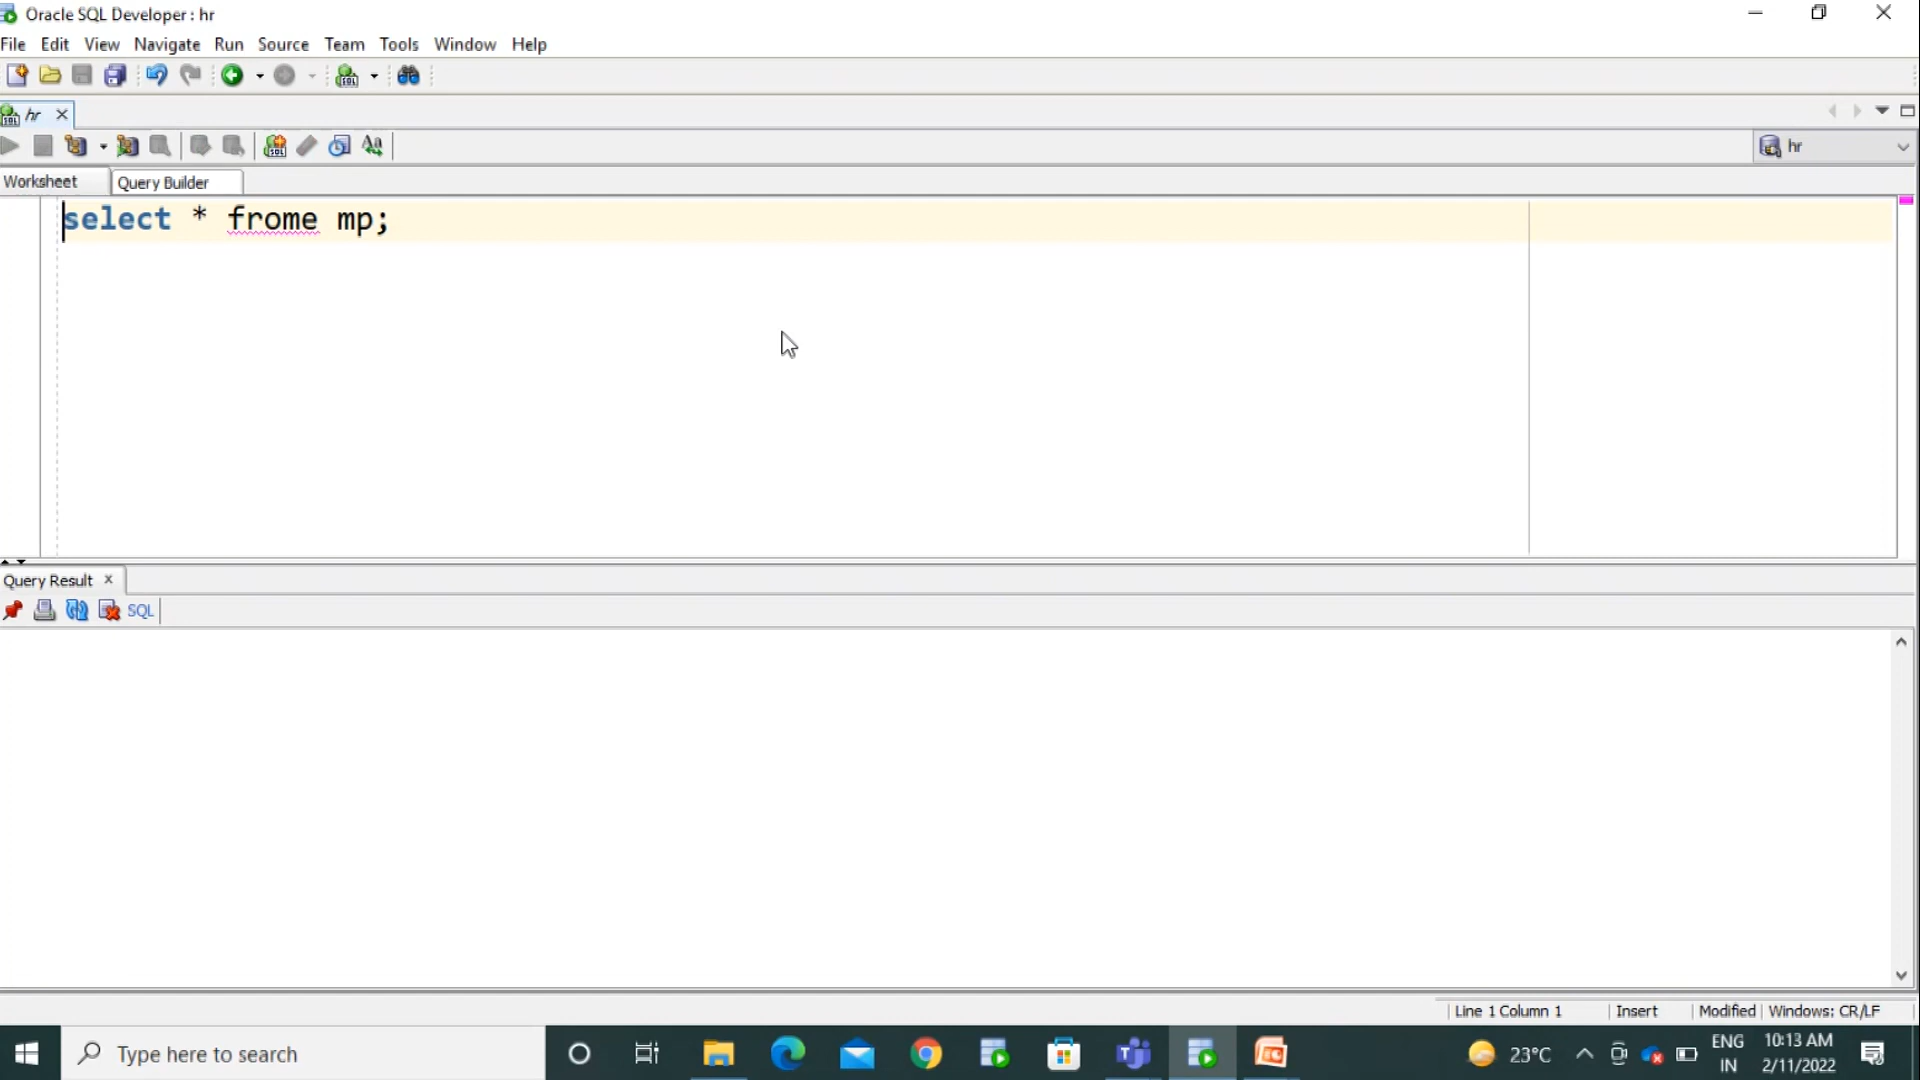 Oracle SQL Developer : hr
File Edit View Navigate Run Source Team Tools Window Help
hr
hr
Worksheet Query Builder
select * frome mp;
Query Result
SQL
Line 1 Column 1 Insert Modified Windows: CR/LF
Type here to search
23°C
ENG
IN
10:13 AM
2/11/2022